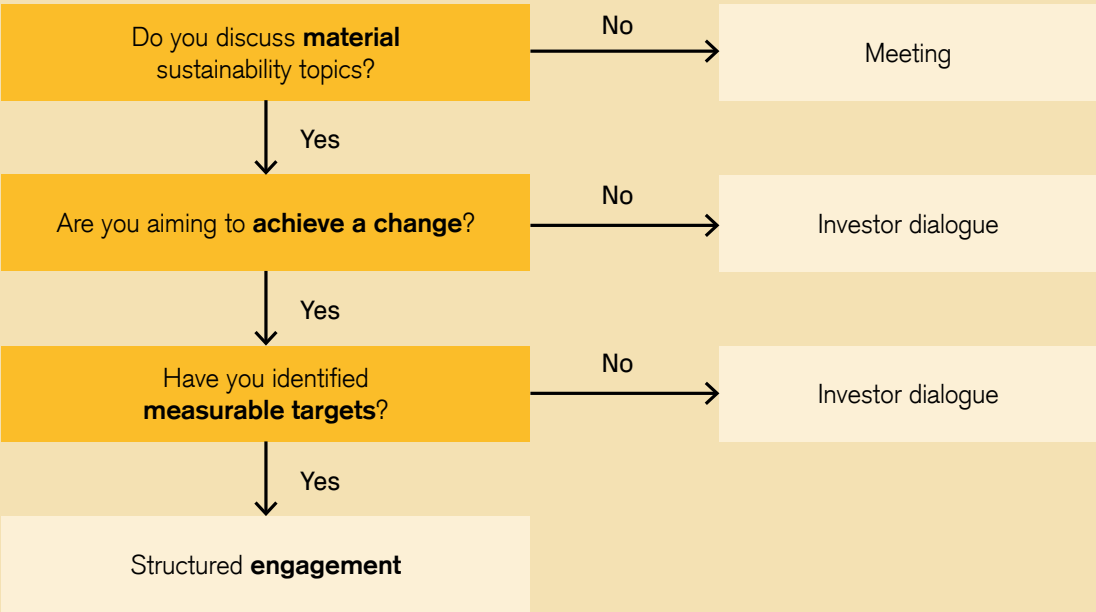 Do you discuss material
sustainability topics?
No
Meeting
Yes
Are you aiming to achieve a change?
No
Investor dialogue
Yes
Have you identified
measurable targets?
No
Investor dialogue
Yes
Structured engagement